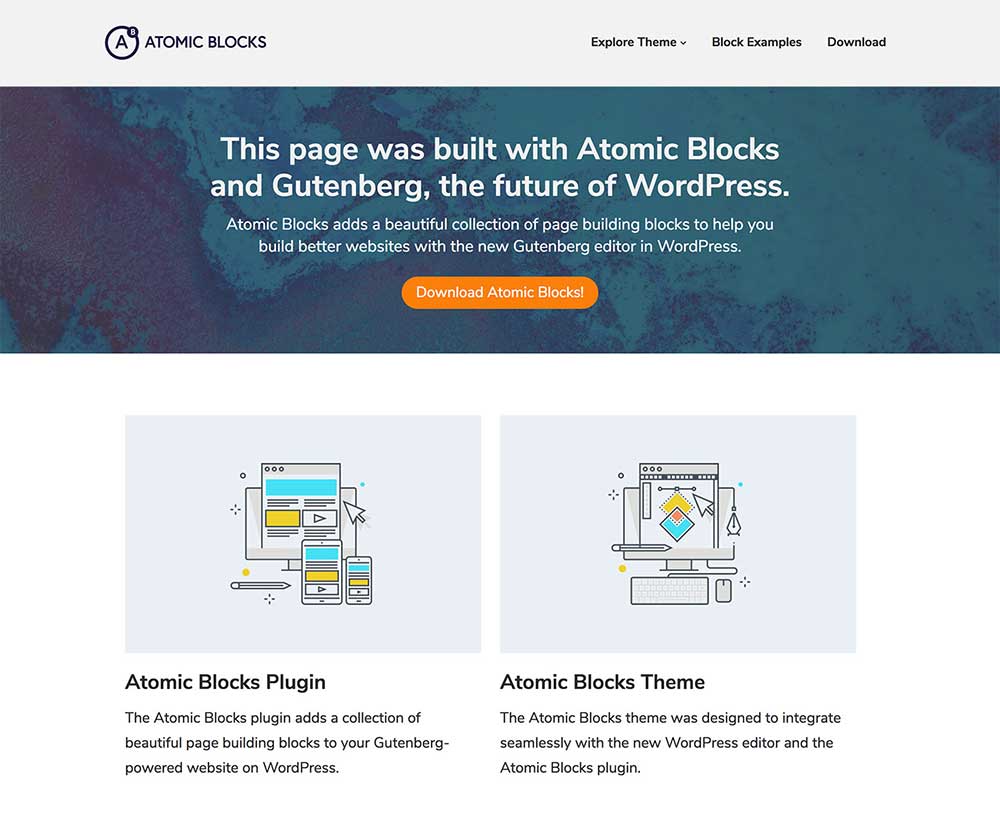 A B ATOMIC BLOCKS
Explore Theme Block Examples Download
This page was built with Atomic Blocks
and Gutenberg, the future of WordPress.
Atomic Blocks adds a beautiful collection of page building blocks to help you
build better websites with the new Gutenberg editor in WordPress.
Download Atomic Blocks!
Atomic Blocks Plugin
The Atomic Blocks plugin adds a collection of
beautiful page building blocks to your Gutenberg-
powered website on WordPress.
Atomic Blocks Theme
The Atomic Blocks theme was designed to integrate
seamlessly with the new WordPress editor and the
Atomic Blocks plugin.